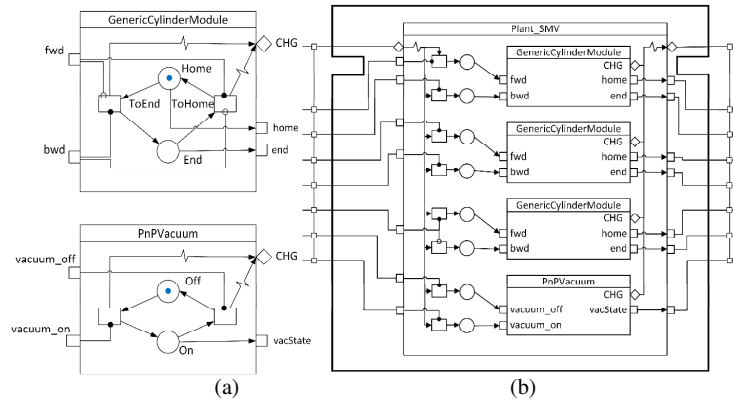 GenericCylinderModule
fwd
CHG
Home
ToEnd
ToHome
home
bwd
End
end
PnPVacuum
vacuum_off
CHG
Off
vacuum_on
On
vacState
(a)
Plant_SMV
GenericCylinderModule
CHG
fwd
home
bwd
end
GenericCylinderModule
CHG
fwd
home
bwd
end
GenericCylinderModule
CHG
fwd
home
bwd
end
PnPVacuum
CHG
vacuum_off
vacState
vacuum_on
(b)